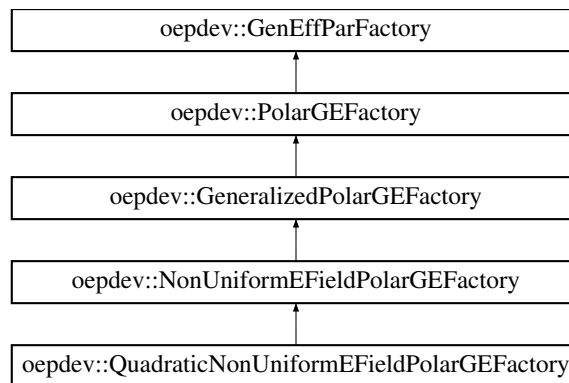 oepdev::GenEffParFactory
oepdev::PolarGEFactory
oepdev::GeneralizedPolarGEFactory
oepdev::NonUniformEFieldPolarGEFactory
oepdev::QuadraticNonUniformEFieldPolarGEFactory